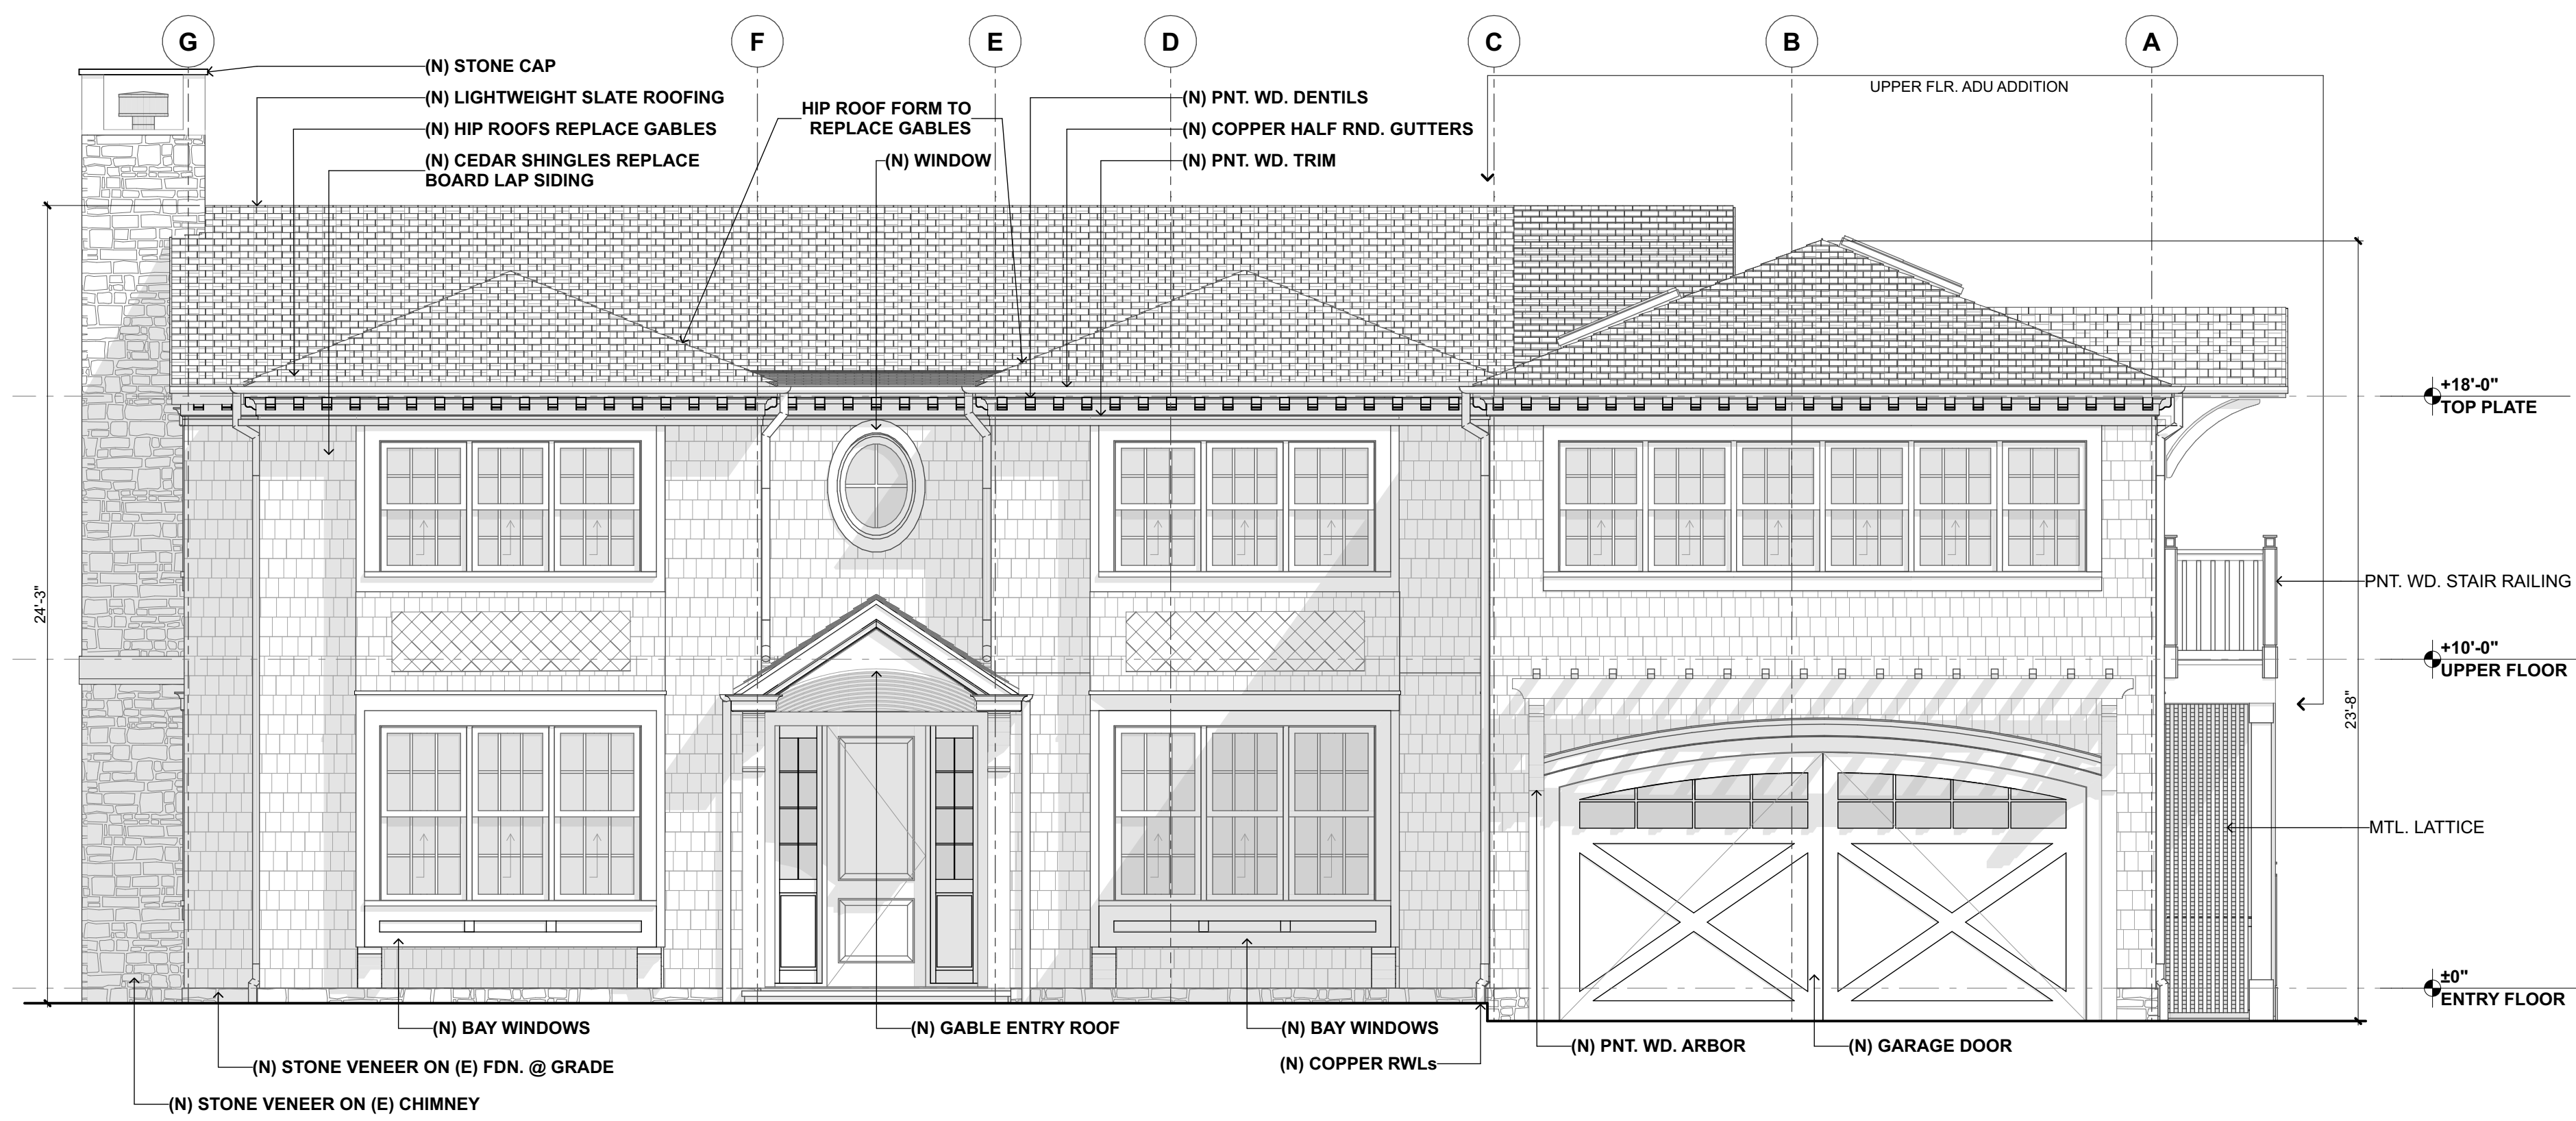 G
F
E
D
C
B
A
(N) STONE CAP
(N) LIGHTWEIGHT SLATE ROOFING
(N) HIP ROOFS REPLACE GABLES
(N) CEDAR SHINGLES REPLACE
BOARD LAP SIDING
HIP ROOF FORM TO
REPLACE GABLES
(N) WINDOW
(N) PNT. WD. DENTILS
(N) COPPER HALF RND. GUTTERS
(N) PNT. WD. TRIM
UPPER FLR. ADU ADDITION
+18'-0"
TOP PLATE
24'-3"
PNT. WD. STAIR RAILING
+10'-0"
UPPER FLOOR
23'-8"
MTL. LATTICE
±0"
ENTRY FLOOR
(N) BAY WINDOWS
(N) GABLE ENTRY ROOF
(N) BAY WINDOWS
(N) PNT. WD. ARBOR
(N) GARAGE DOOR
(N) COPPER RWLs
(N) STONE VENEER ON (E) FDN. @ GRADE
(N) STONE VENEER ON (E) CHIMNEY